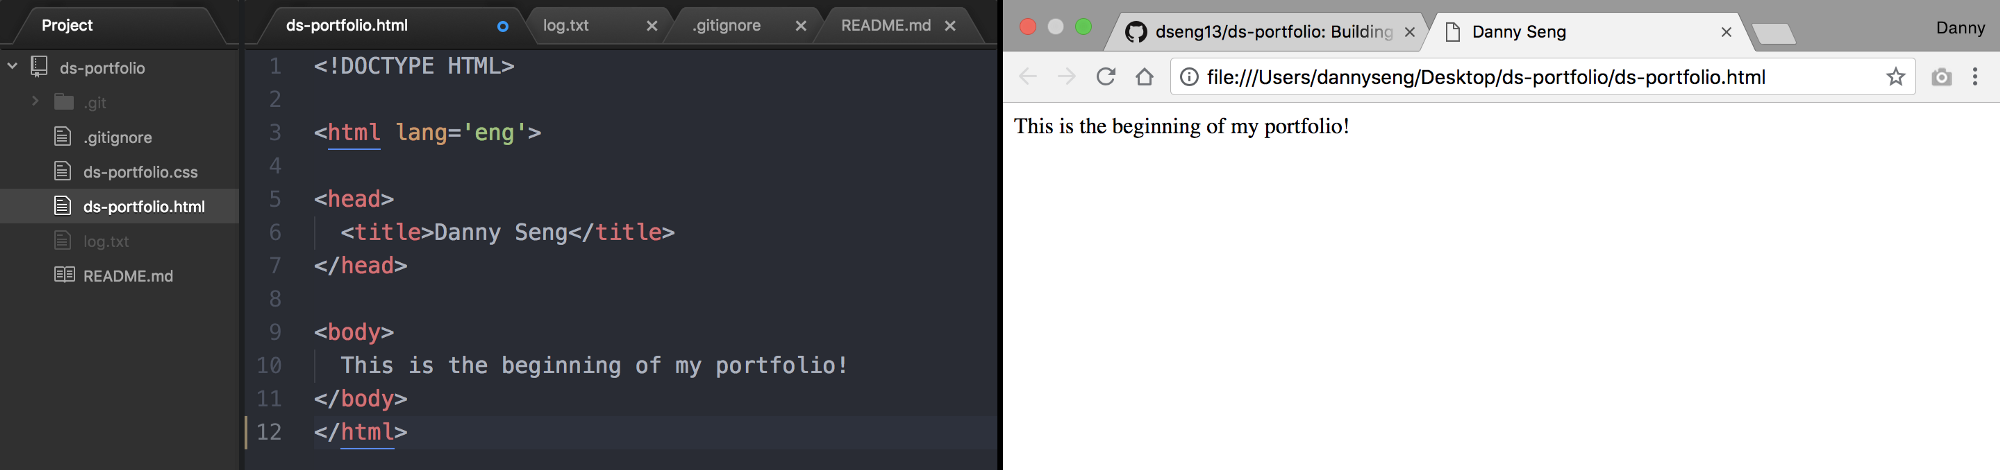 Project
ds-portfolio
.git
.gitignore
ds-portfolio.css
ds-portfolio.html
log.txt
README.md
ds-portfolio.html log.txt .gitignore README.md
1 <!DOCTYPE HTML>
2
3 <html lang='eng'>
4
5 <head>
6 <title>Danny Seng</title>
7 </head>
8
9 <body>
10 This is the beginning of my portfolio!
11 </body>
12 </html>
dseng13/ds-portfolio: Building Danny Seng Danny
file:///Users/dannyseng/Desktop/ds-portfolio/ds-portfolio.html
This is the beginning of my portfolio!